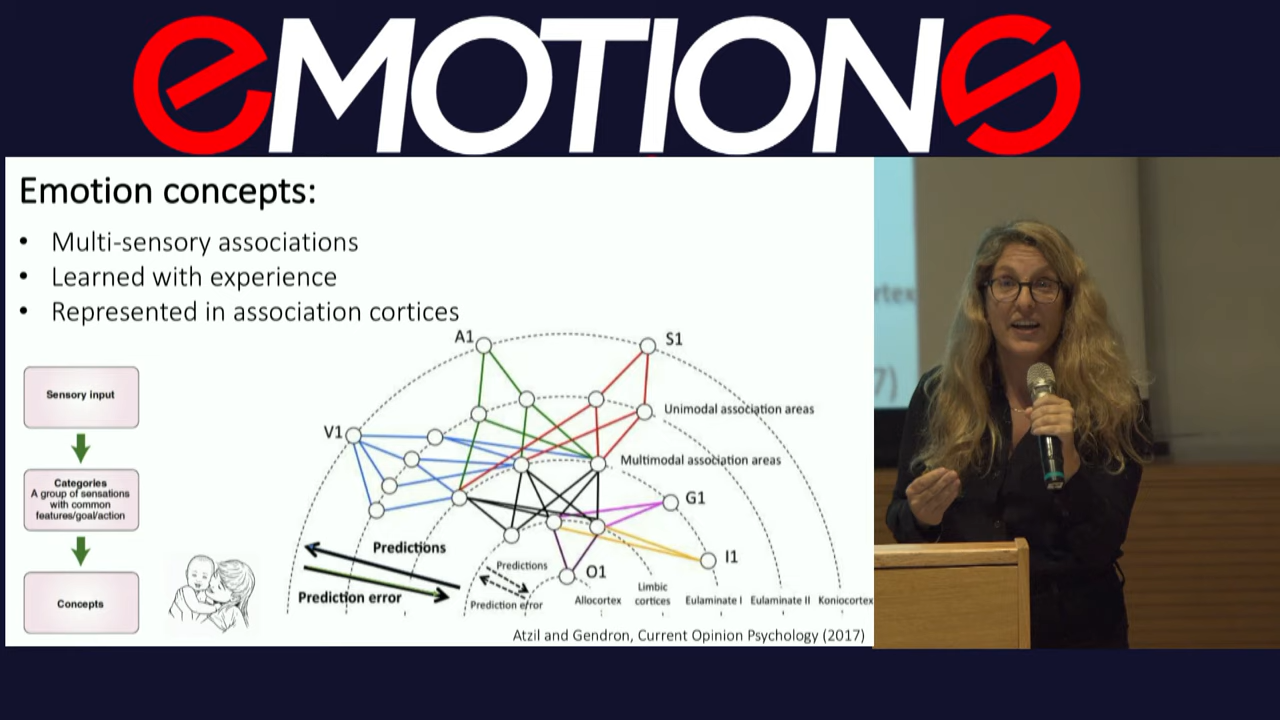 eMOTIONS
Emotion concepts:
• Multi-sensory associations
• Learned with experience
• Represented in association cortices
Sensory input
Categories
A group of sensations
with common
features/goal/action
Concepts
A1
S1
V1
Unimodal association areas
Multimodal association areas
G1
I1
O1
Predictions
Prediction error
Predictions
Prediction error
Allocortex
Limbic
cortices
Eulaminate I
Eulaminate II
Koniocortex
Atzil and Gendron, Current Opinion Psychology (2017)
rtex
7)